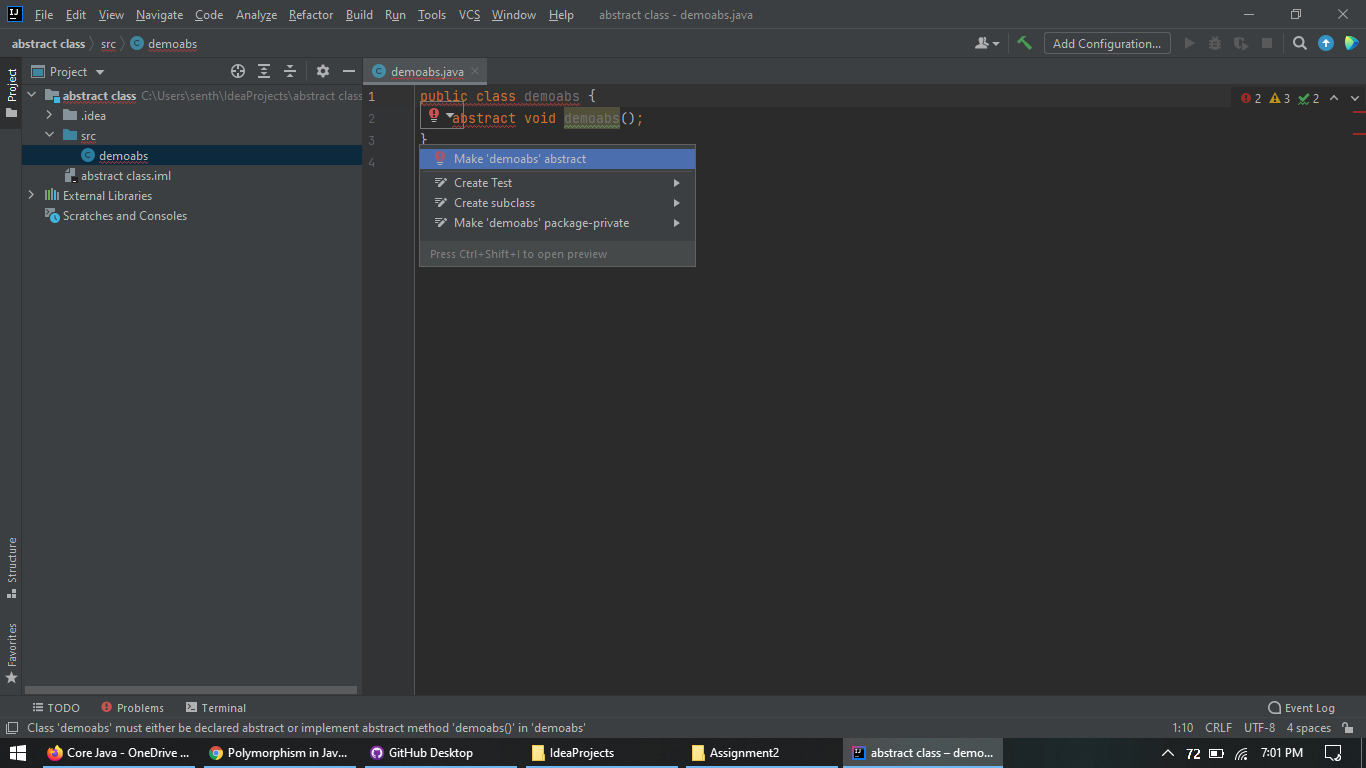 File Edit View Navigate Code Analyze Refactor Build Run Tools VCS Window Help abstract class - demoabs.java
abstract class src demoabs Add Configuration...
Project
Project
demoabs.java
abstract class C:\Users\senth\IdeaProjects\abstract class
.idea
src
demoabs
abstract class.iml
External Libraries
Scratches and Consoles
1 public class demoabs {
2 abstract void demoabs();
3 }
4
2 3 2
Make 'demoabs' abstract
Create Test
Create subclass
Make 'demoabs' package-private
Press Ctrl+Shift+I to open preview
Structure
Favorites
TODO Problems Terminal Event Log
Class 'demoabs' must either be declared abstract or implement abstract method 'demoabs()' in 'demoabs' 1:10 CRLF UTF-8 4 spaces
Core Java - OneDrive ... Polymorphism in Jav... GitHub Desktop IdeaProjects Assignment2 abstract class – demo... 72 7:01 PM